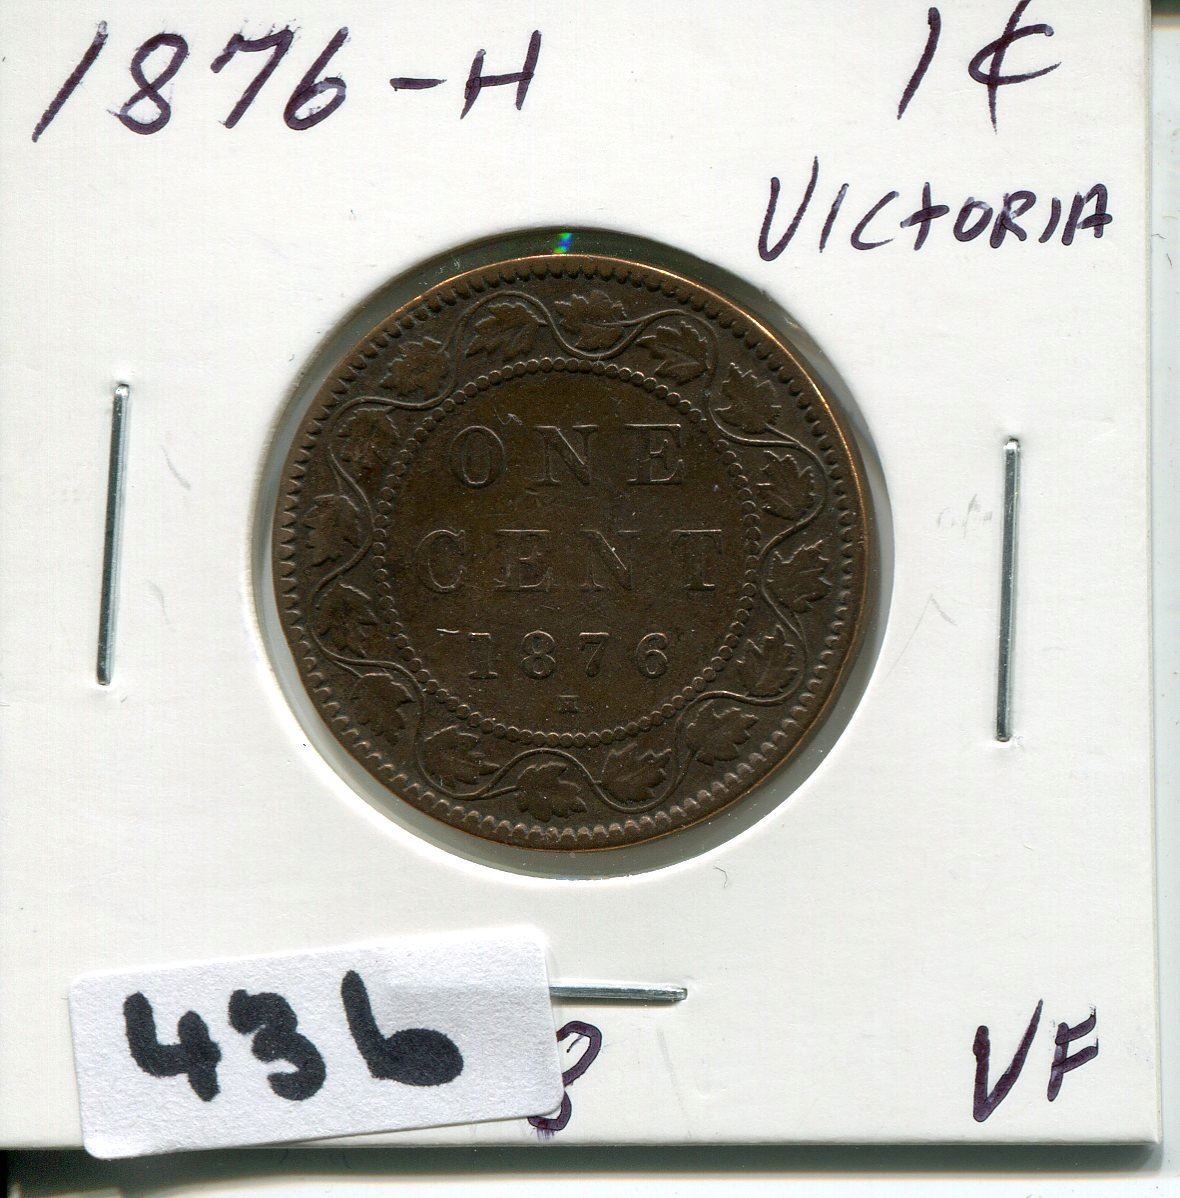 1876-H 1¢
VICTORIA
ONE
CENT
1876
H
436
VF